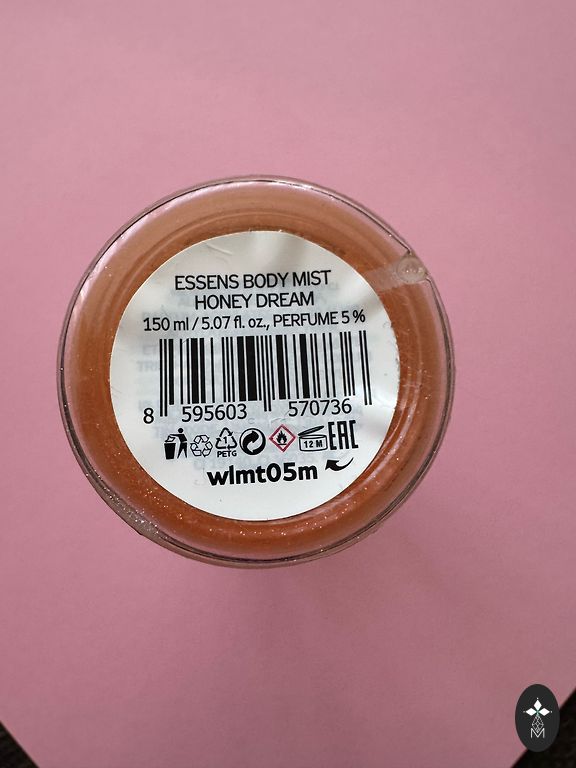 ESSENS BODY MIST
HONEY DREAM
150 ml / 5.07 fl. oz., PERFUME 5 %
8 595603 570736
PETG 12 M EAC
wlmt05m
M